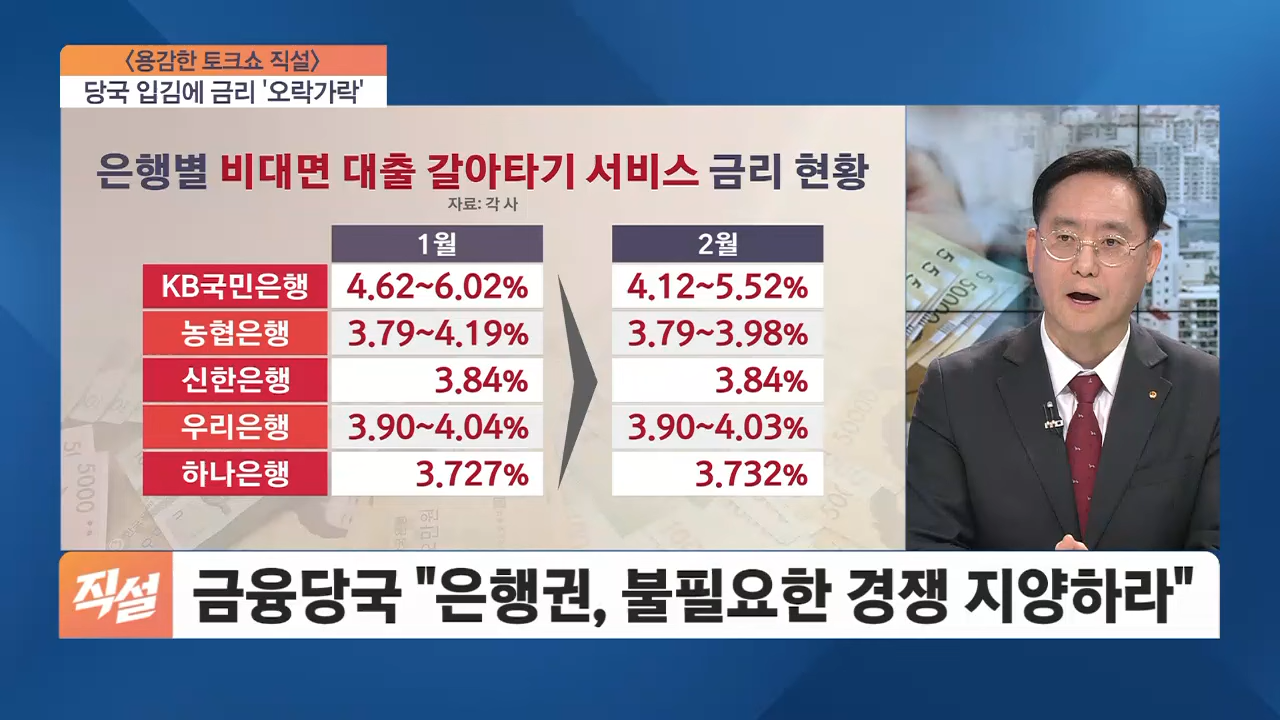 <용감한 토크쇼 직설>
당국 입김에 금리 '오락가락'
은행별 비대면 대출 갈아타기 서비스 금리 현황
자료: 각 사
1월 2월
KB국민은행 4.62~6.02% 4.12~5.52%
농협은행 3.79~4.19% 3.79~3.98%
신한은행 3.84% 3.84%
우리은행 3.90~4.04% 3.90~4.03%
하나은행 3.727% 3.732%
직설 금융당국 "은행권, 불필요한 경쟁 지양하라"